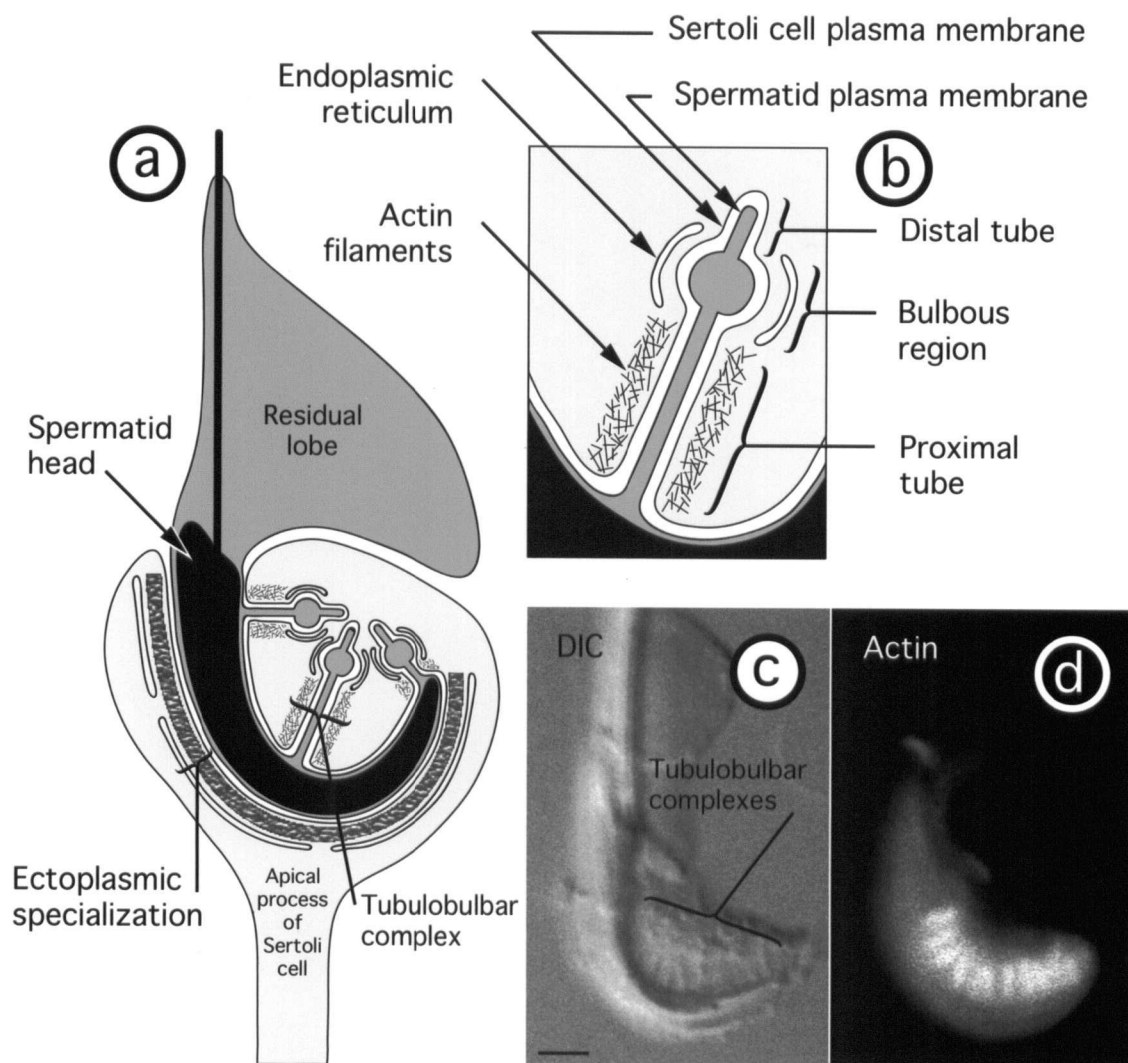 a
Endoplasmic
reticulum
Actin
filaments
Spermatid
head
Residual
lobe
Ectoplasmic
specialization
Apical
process
of
Sertoli
cell
Tubulobulbar
complex
Sertoli cell plasma membrane
Spermatid plasma membrane
b
Distal tube
Bulbous
region
Proximal
tube
DIC
c
Tubulobulbar
complexes
Actin
d